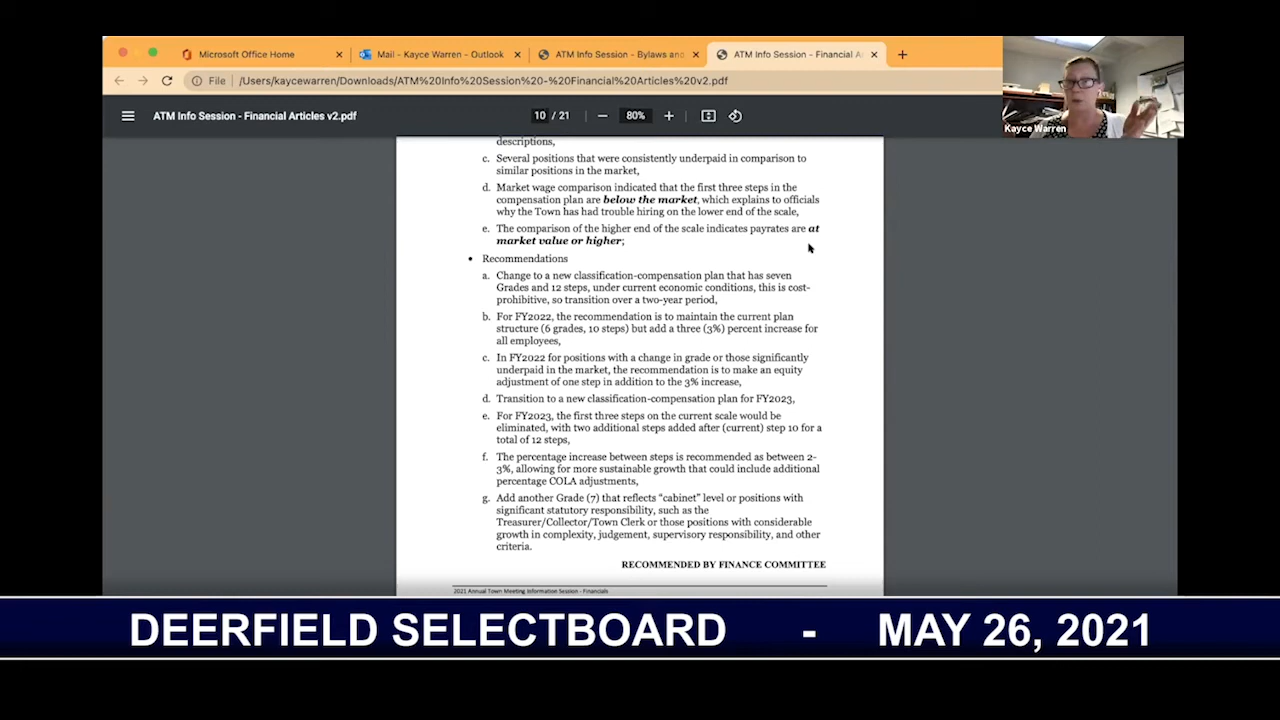 Microsoft Office Home
Mail - Kayce Warren - Outlook
ATM Info Session - Bylaws and
ATM Info Session - Financial A
File
/Users/kaycewarren/Downloads/ATM%20Info%20Session%20-%20Financial%20Articles%20v2.pdf
ATM Info Session - Financial Articles v2.pdf
10 / 21
80%
Kayce Warren
descriptions,
c. Several positions that were consistently underpaid in comparison to
similar positions in the market,
d. Market wage comparison indicated that the first three steps in the
compensation plan are below the market, which explains to officials
why the Town has had trouble hiring on the lower end of the scale,
e. The comparison of the higher end of the scale indicates payrates are at
market value or higher;
• Recommendations
a. Change to a new classification-compensation plan that has seven
Grades and 12 steps, under current economic conditions, this is cost-
prohibitive, so transition over a two-year period,
b. For FY2022, the recommendation is to maintain the current plan
structure (6 grades, 10 steps) but add a three (3%) percent increase for
all employees,
c. In FY2022 for positions with a change in grade or those significantly
underpaid in the market, the recommendation is to make an equity
adjustment of one step in addition to the 3% increase,
d. Transition to a new classification-compensation plan for FY2023,
e. For FY2023, the first three steps on the current scale would be
eliminated, with two additional steps added after (current) step 10 for a
total of 12 steps,
f. The percentage increase between steps is recommended as between 2-
3%, allowing for more sustainable growth that could include additional
percentage COLA adjustments,
g. Add another Grade (7) that reflects “cabinet” level or positions with
significant statutory responsibility, such as the
Treasurer/Collector/Town Clerk or those positions with considerable
growth in complexity, judgement, supervisory responsibility, and other
criteria.
RECOMMENDED BY FINANCE COMMITTEE
2021 Annual Town Meeting Information Session - Financials
DEERFIELD SELECTBOARD - MAY 26, 2021